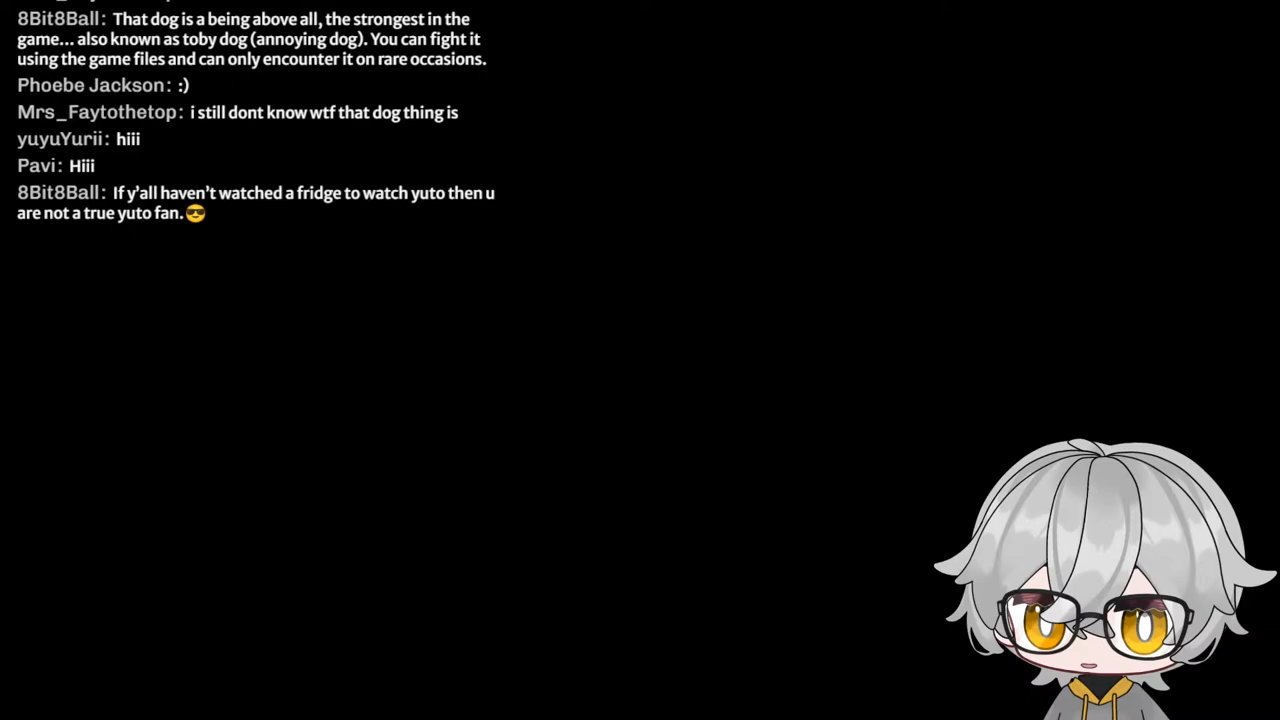 8Bit8Ball: That dog is a being above all, the strongest in the
game... also known as toby dog (annoying dog). You can fight it
using the game files and can only encounter it on rare occasions.
Phoebe Jackson: :)
Mrs_Faytothetop: i still dont know wtf that dog thing is
yuyuYurii: hiii
Pavi: Hiii
8Bit8Ball: If y'all haven't watched a fridge to watch yuto then u
are not a true yuto fan.😎